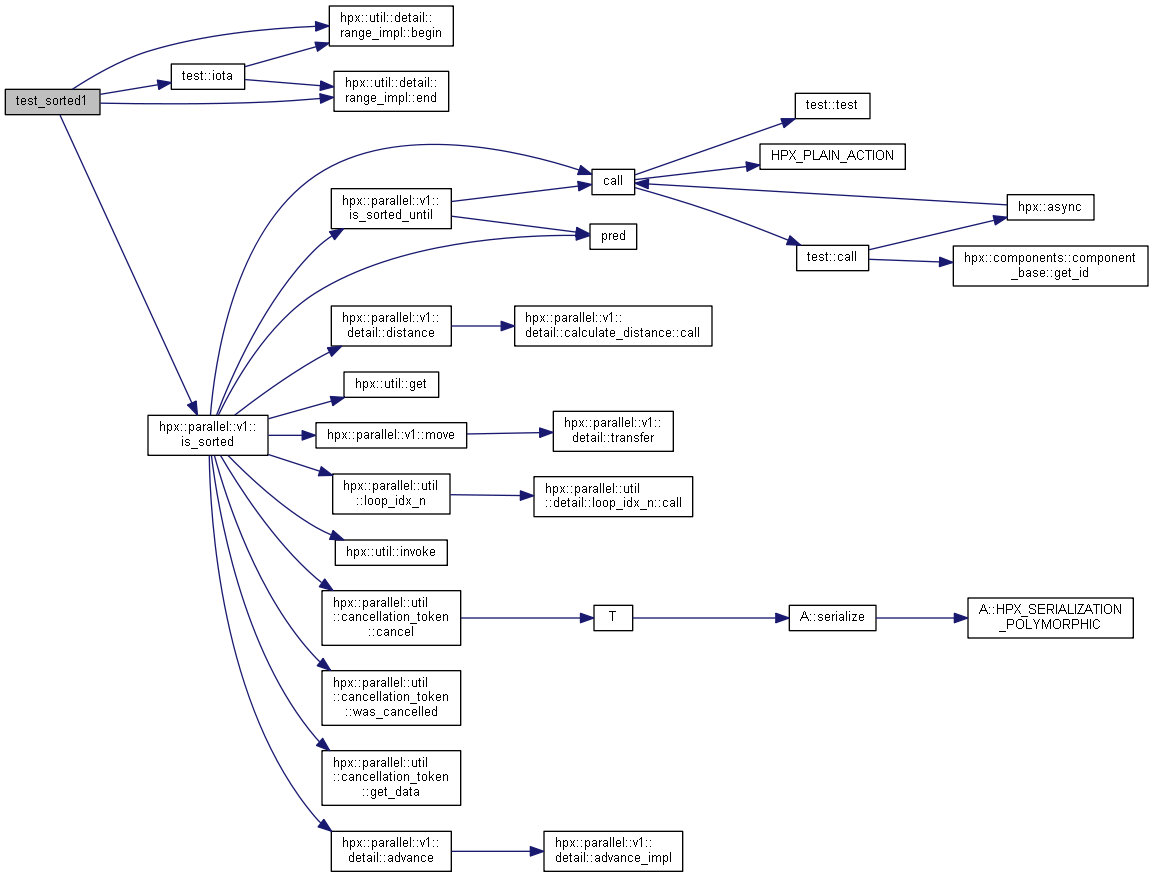 hpx::util::detail::
range_impl::begin
test::iota
hpx::util::detail::
range_impl::end
test_sorted1
test::test
HPX_PLAIN_ACTION
call
hpx::parallel::v1::
is_sorted_until
hpx::async
pred
test::call
hpx::components::component
_base::get_id
hpx::parallel::v1::
detail::distance
hpx::parallel::v1::
detail::calculate_distance::call
hpx::util::get
hpx::parallel::v1::
is_sorted
hpx::parallel::v1::move
hpx::parallel::v1::
detail::transfer
hpx::parallel::util
::loop_idx_n
hpx::parallel::util
::detail::loop_idx_n::call
hpx::util::invoke
hpx::parallel::util
::cancellation_token
::cancel
T
A::serialize
A::HPX_SERIALIZATION
_POLYMORPHIC
hpx::parallel::util
::cancellation_token
::was_cancelled
hpx::parallel::util
::cancellation_token
::get_data
hpx::parallel::v1::
detail::advance
hpx::parallel::v1::
detail::advance_impl